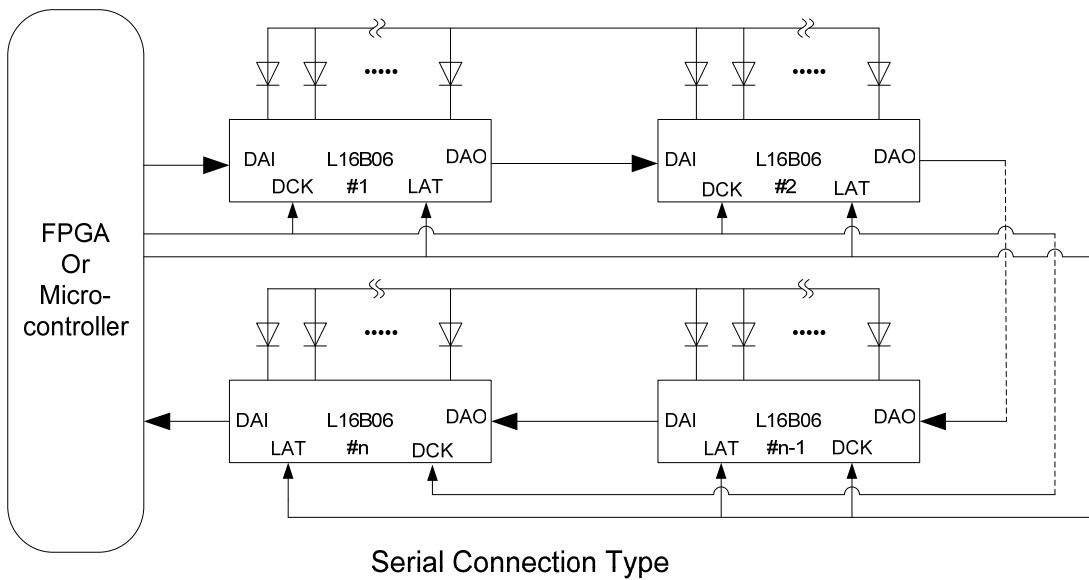 DAI
L16B06
DAO
DCK
#1
LAT
DAI
L16B06
DAO
DCK
#2
LAT
FPGA
Or
Micro-
controller
DAI
L16B06
DAO
LAT
#n
DCK
DAI
L16B06
DAO
LAT
#n-1
DCK
Serial Connection Type